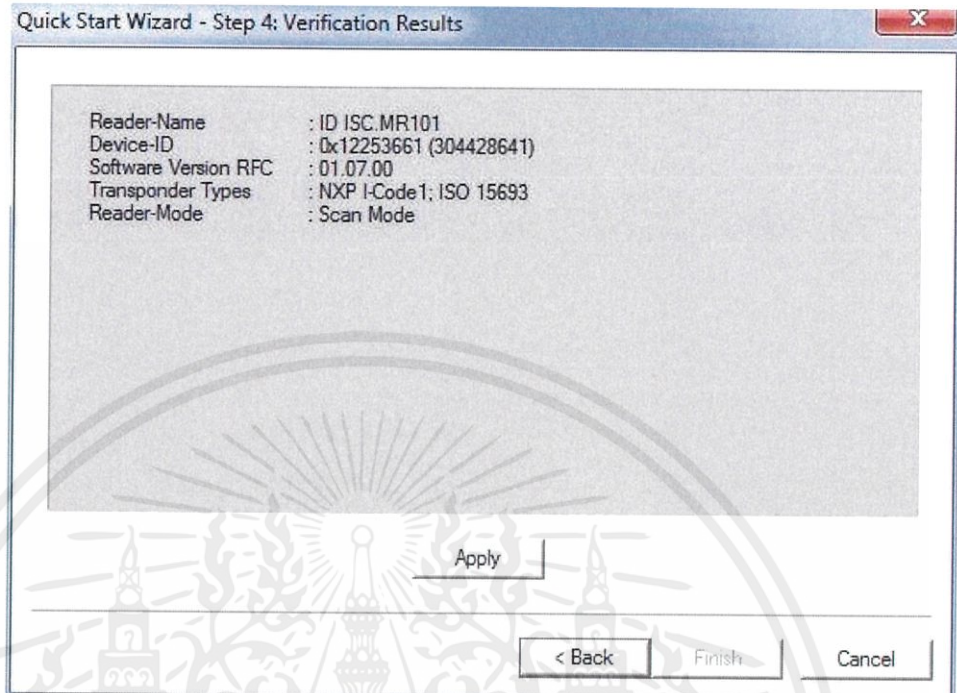 Quick Start Wizard - Step 4: Verification Results
X
Reader-Name : ID ISC.MR101
Device-ID : 0x12253661 (304428641)
Software Version RFC : 01.07.00
Transponder Types : NXP I-Code1; ISO 15693
Reader-Mode : Scan Mode
Apply
< Back Finish Cancel